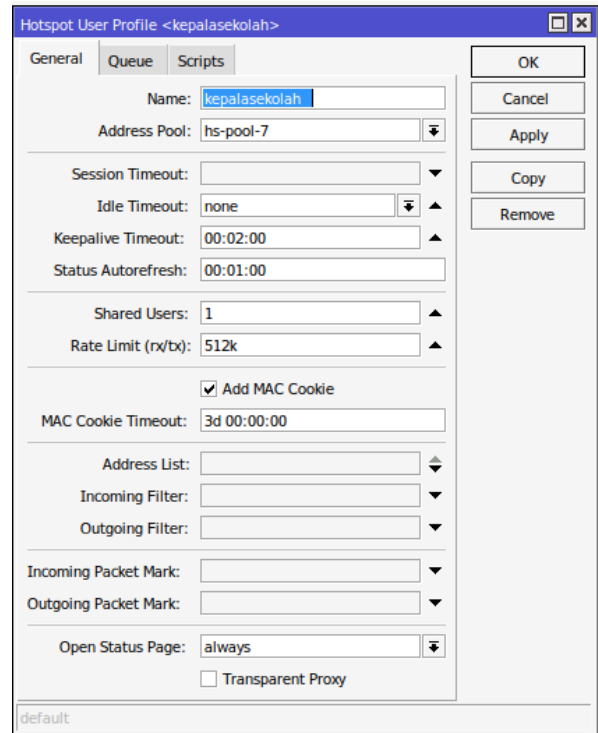 Hotspot User Profile <kepalasekolah>
General Queue Scripts
OK
Cancel
Apply
Copy
Remove
Name: kepalasekolah
Address Pool: hs-pool-7
Session Timeout:
Idle Timeout: none
Keepalive Timeout: 00:02:00
Status Autorefresh: 00:01:00
Shared Users: 1
Rate Limit (rx/tx): 512k
Add MAC Cookie
MAC Cookie Timeout: 3d 00:00:00
Address List:
Incoming Filter:
Outgoing Filter:
Incoming Packet Mark:
Outgoing Packet Mark:
Open Status Page: always
Transparent Proxy
default